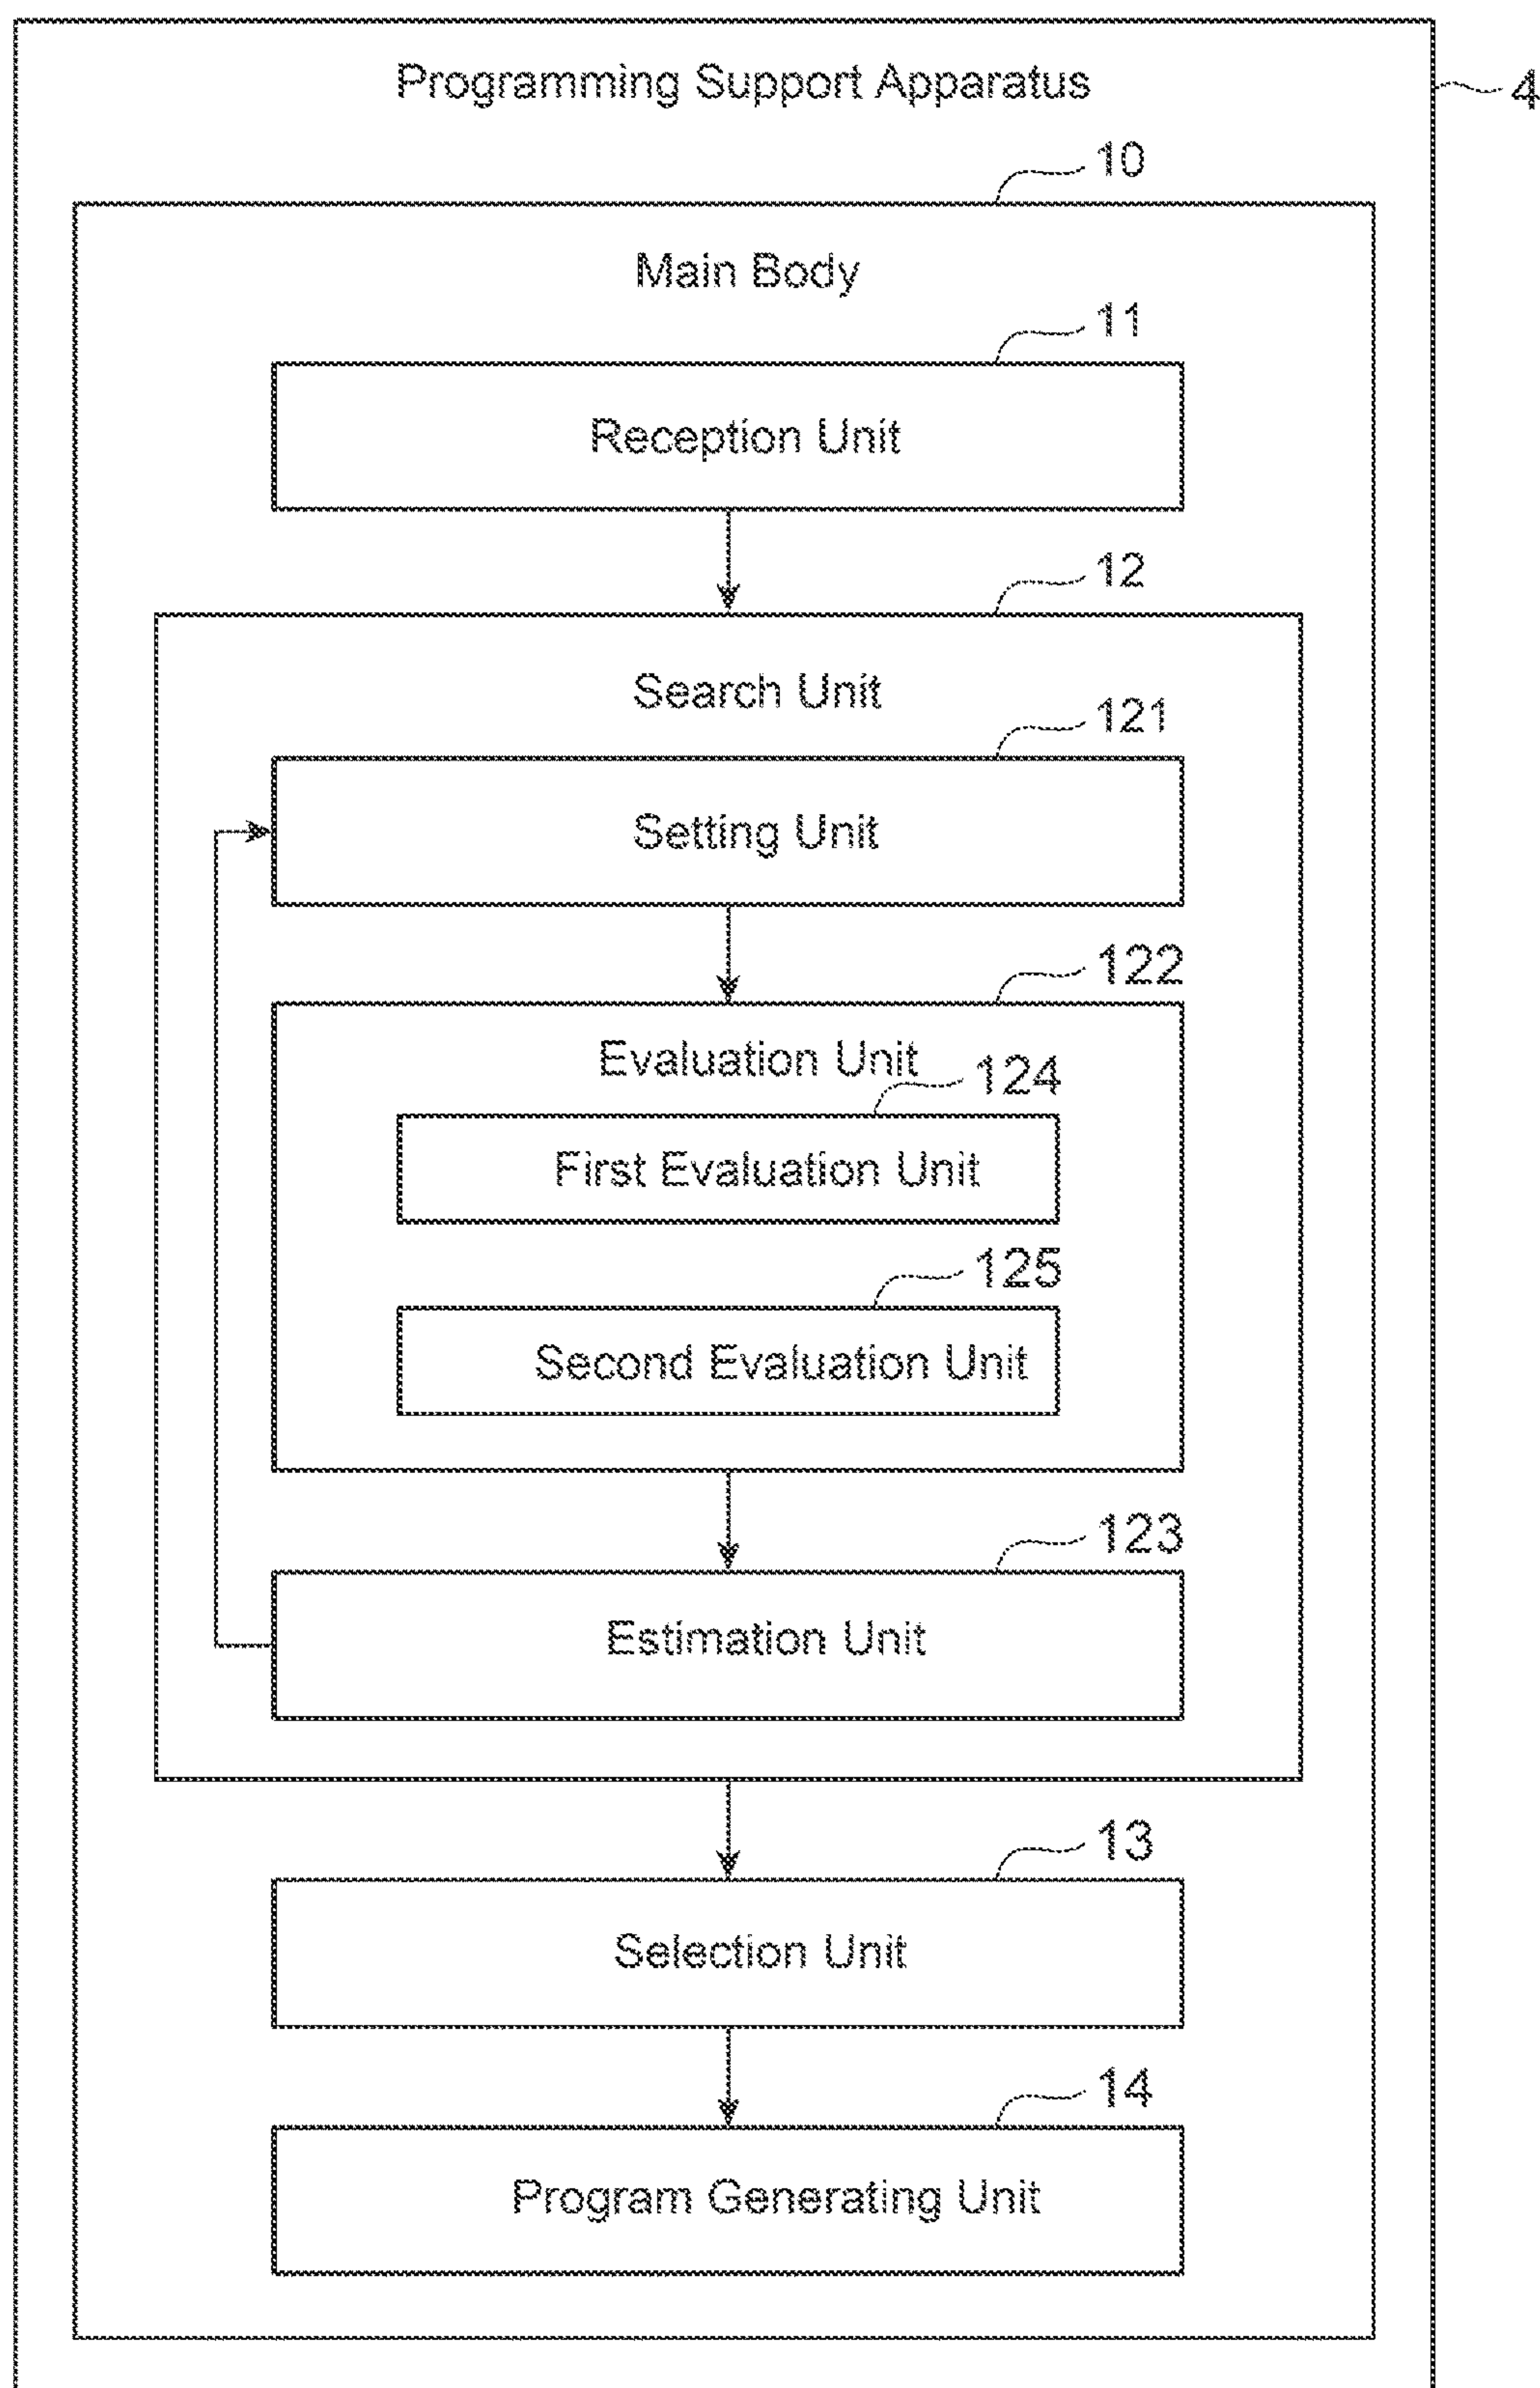 Programming Support Apparatus
4
10
Main Body
11
Reception Unit
12
Search Unit
121
Setting Unit
122
Evaluation Unit
124
First Evaluation Unit
125
Second Evaluation Unit
123
Estimation Unit
13
Selection Unit
14
Program Generating Unit